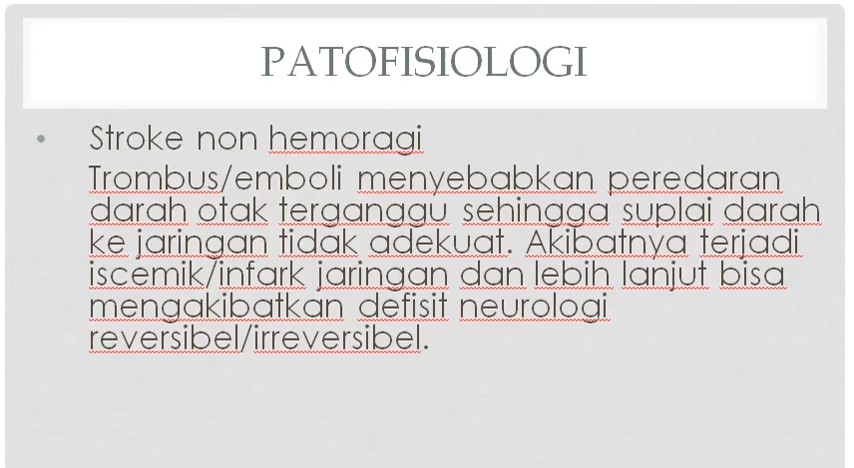 PATOFISIOLOGI
• Stroke non hemoragi
Trombus/emboli menyebabkan peredaran
darah otak terganggu sehingga suplai darah
ke jaringan tidak adekuat. Akibatnya terjadi
iscemik/infark jaringan dan lebih lanjut bisa
mengakibatkan defisit neurologi
reversibel/irreversibel.